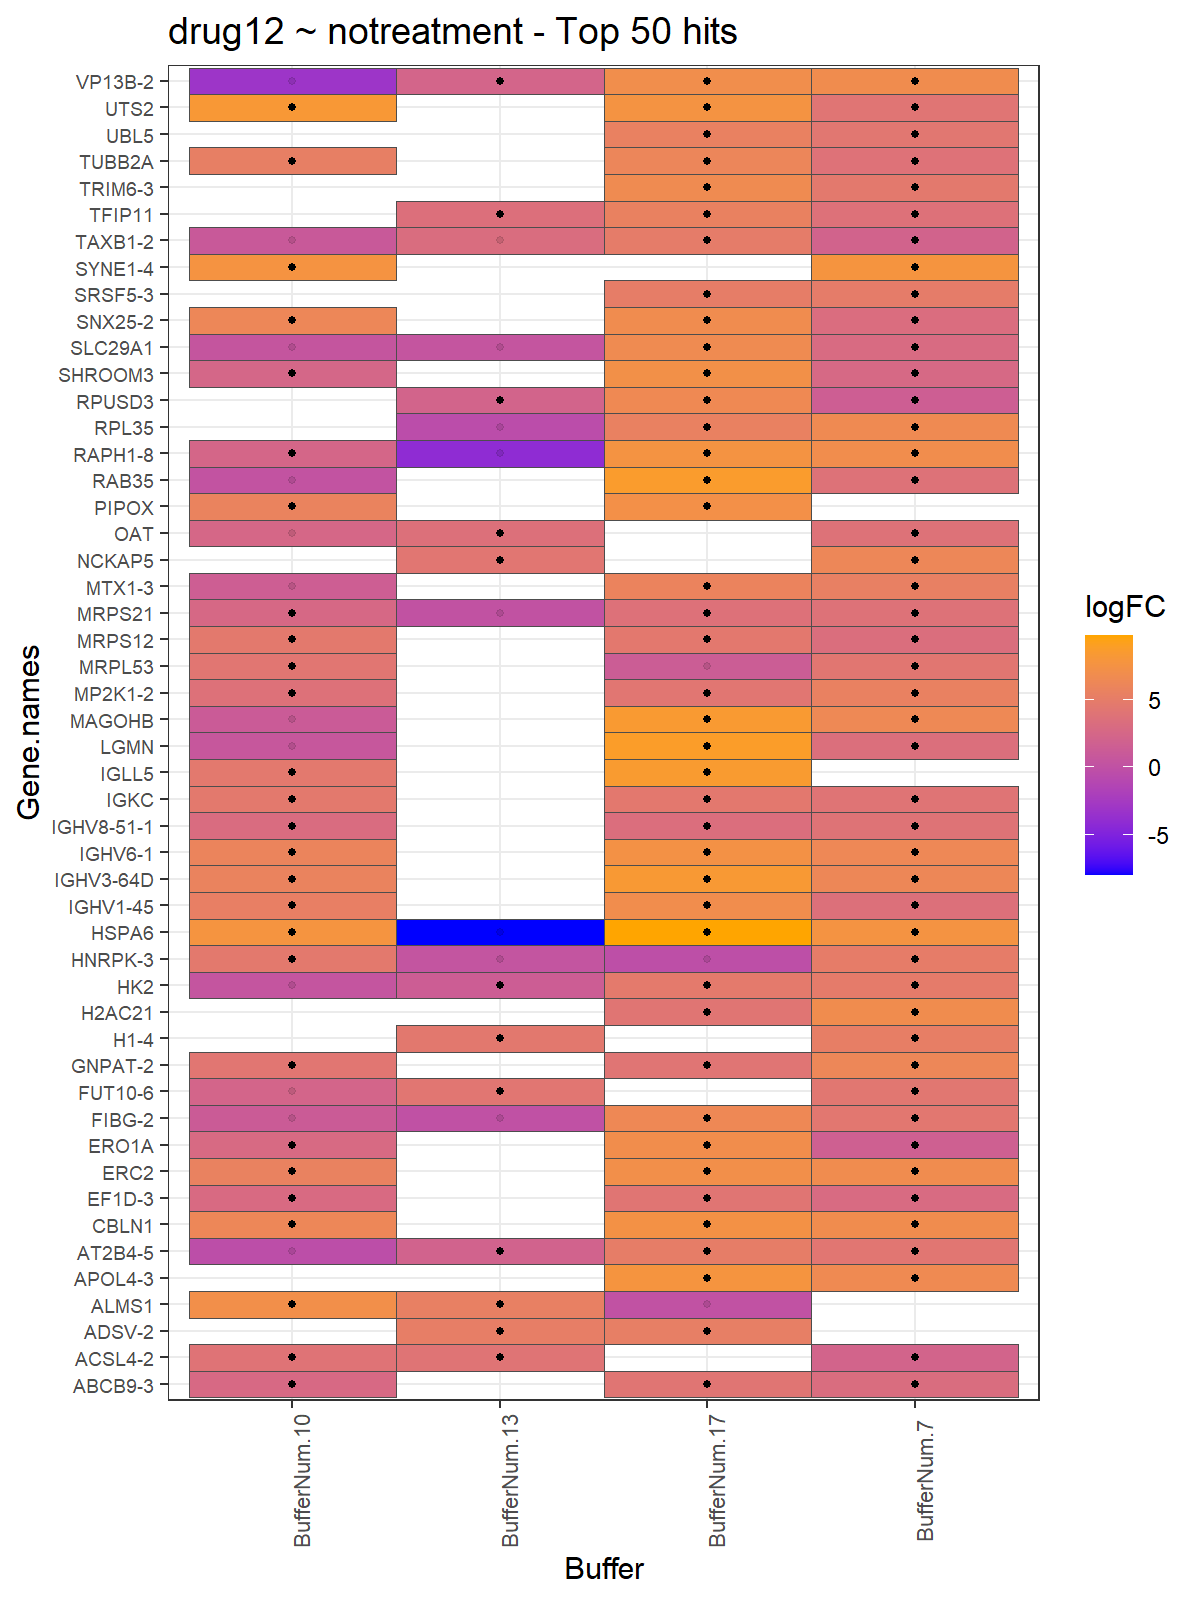 drug12 ~ notreatment - Top 50 hits
VP13B-2
UTS2
UBL5
TUBB2A
TRIM6-3
TFIP11
TAXB1-2
SYNE1-4
SRSF5-3
SNX25-2
SLC29A1
SHROOM3
RPUSD3
RPL35
RAPH1-8
RAB35
PIPOX
OAT
NCKAP5
MTX1-3
MRPS21
MRPS12
MRPL53
MP2K1-2
MAGOHB
LGMN
IGLL5
IGKC
IGHV8-51-1
IGHV6-1
IGHV3-64D
IGHV1-45
HSPA6
HNRPK-3
HK2
H2AC21
H1-4
GNPAT-2
FUT10-6
FIBG-2
ERO1A
ERC2
EF1D-3
CBLN1
AT2B4-5
APOL4-3
ALMS1
ADSV-2
ACSL4-2
ABCB9-3
Gene.names
BufferNum.10
BufferNum.13
BufferNum.17
BufferNum.7
Buffer
logFC
5
0
-5